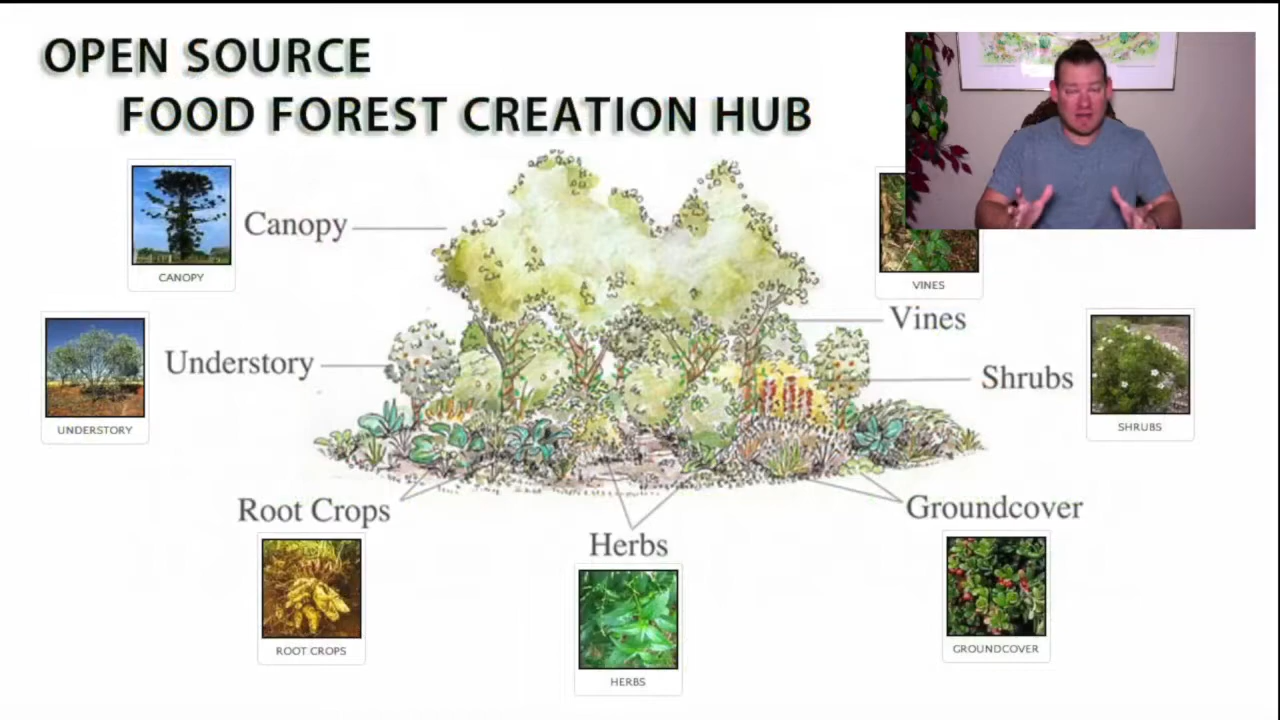 OPEN SOURCE
FOOD FOREST CREATION HUB
CANOPY
Canopy
VINES
Vines
UNDERSTORY
Understory
Shrubs
SHRUBS
Root Crops
ROOT CROPS
Herbs
HERBS
Groundcover
GROUNDCOVER